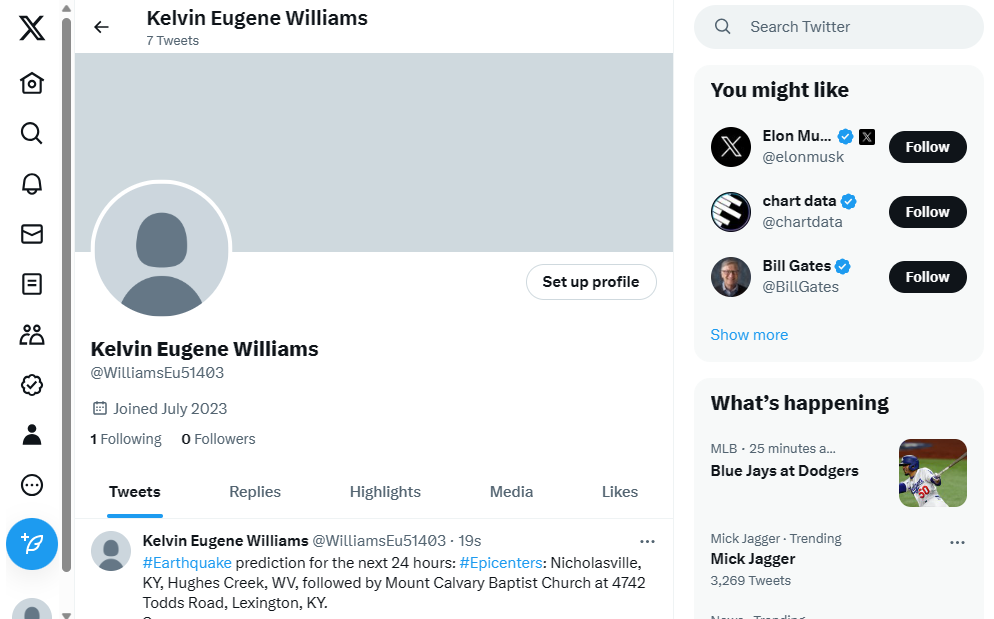 Kelvin Eugene Williams
7 Tweets
Set up profile
Kelvin Eugene Williams
@WilliamsEu51403
Joined July 2023
1 Following 0 Followers
Tweets Replies Highlights Media Likes
Kelvin Eugene Williams @WilliamsEu51403 · 19s
#Earthquake prediction for the next 24 hours: #Epicenters: Nicholasville,
KY, Hughes Creek, WV, followed by Mount Calvary Baptist Church at 4742
Todds Road, Lexington, KY.
Search Twitter
You might like
Elon Mu...
@elonmusk
Follow
chart data
@chartdata
Follow
Bill Gates
@BillGates
Follow
Show more
What's happening
MLB · 25 minutes a...
Blue Jays at Dodgers
50
Mick Jagger · Trending
Mick Jagger
3,269 Tweets
News · Trending